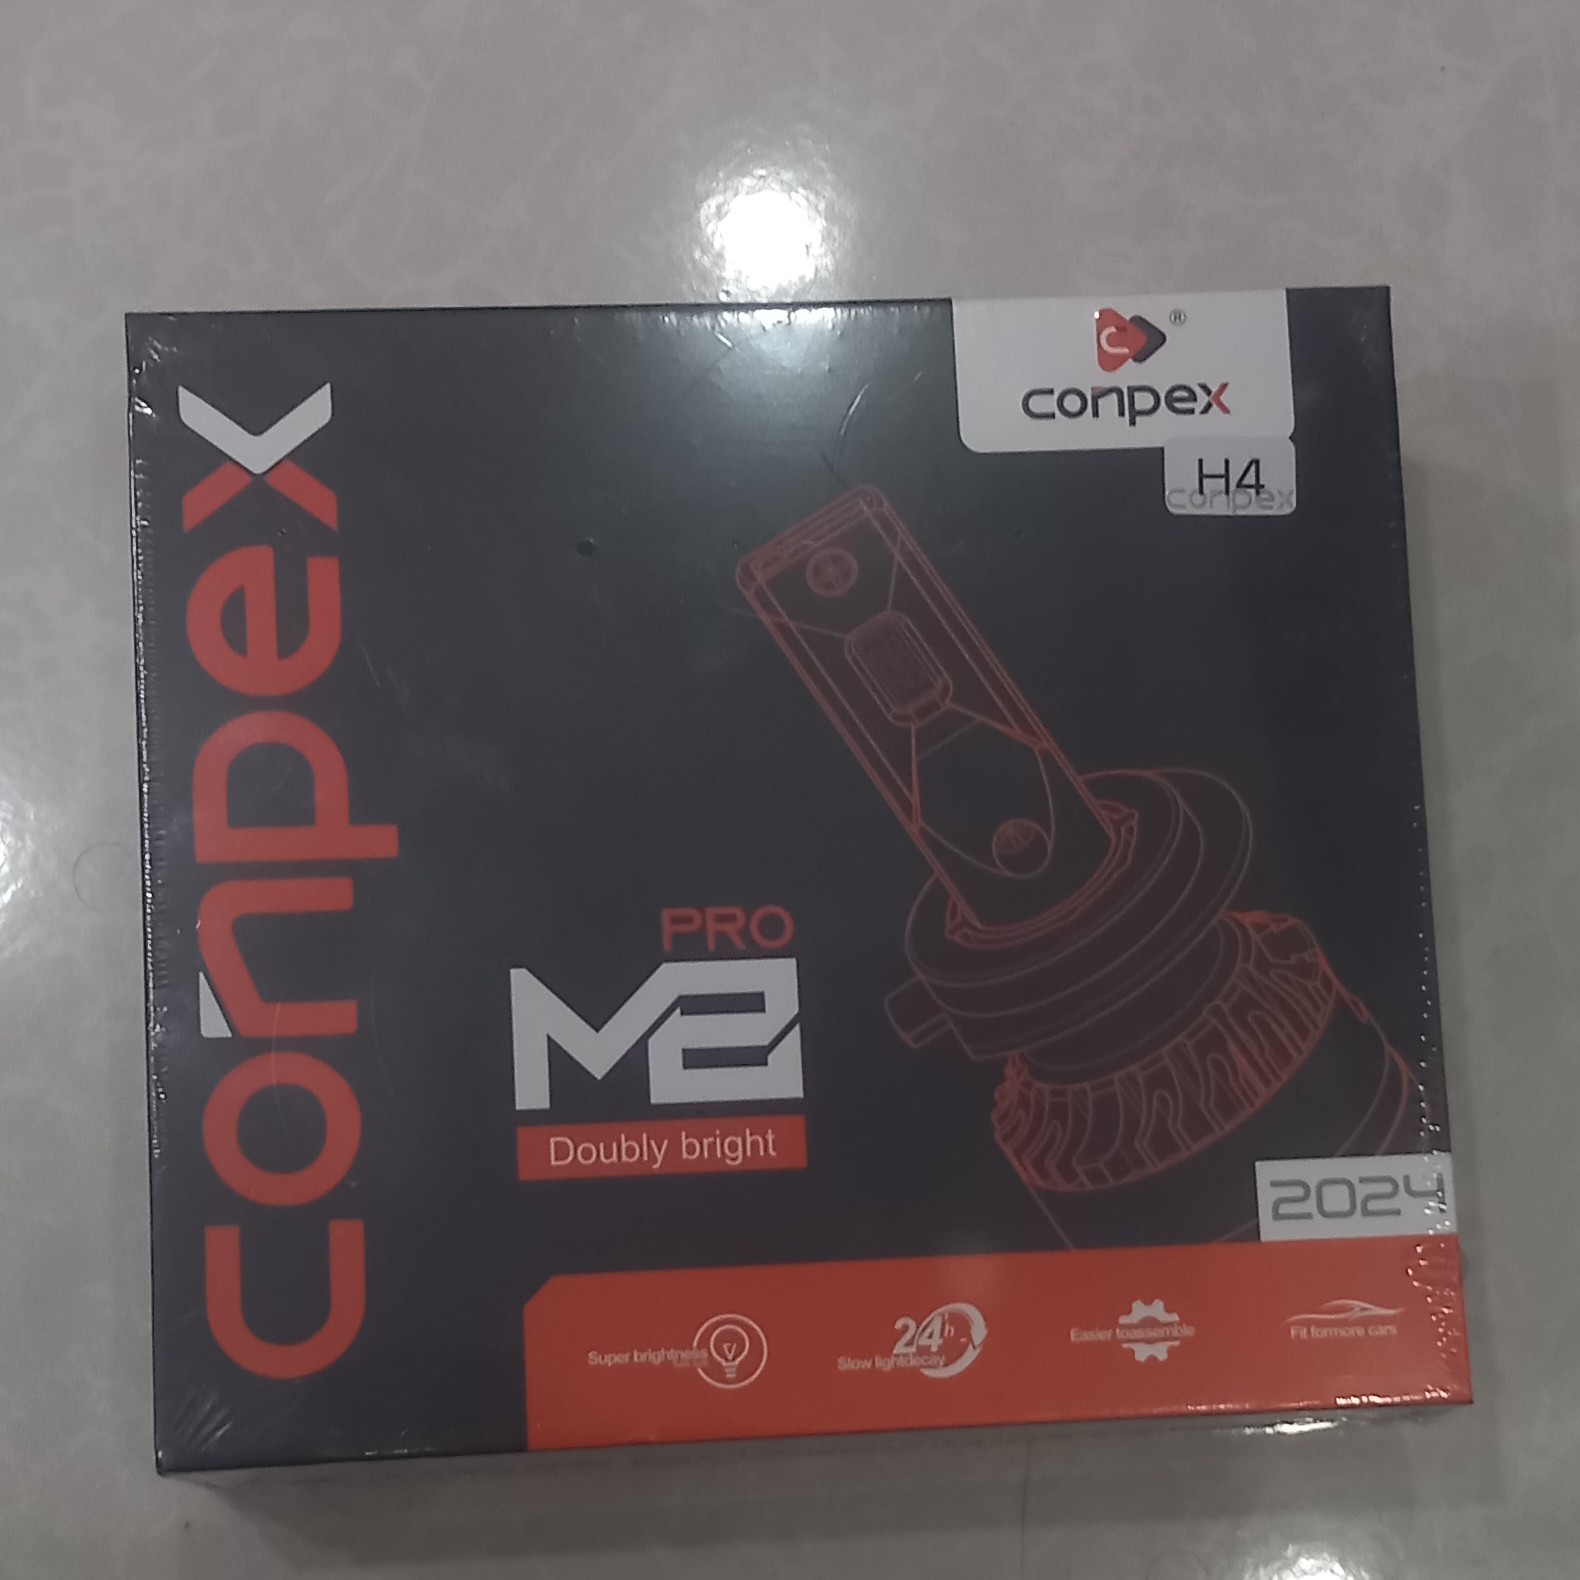 conpex
®
conpex
H4
conpex
PRO
M2
Doubly bright
2024
Super brightness
24h
Slow lightdecay
Easier toassemble
Fit formore cars